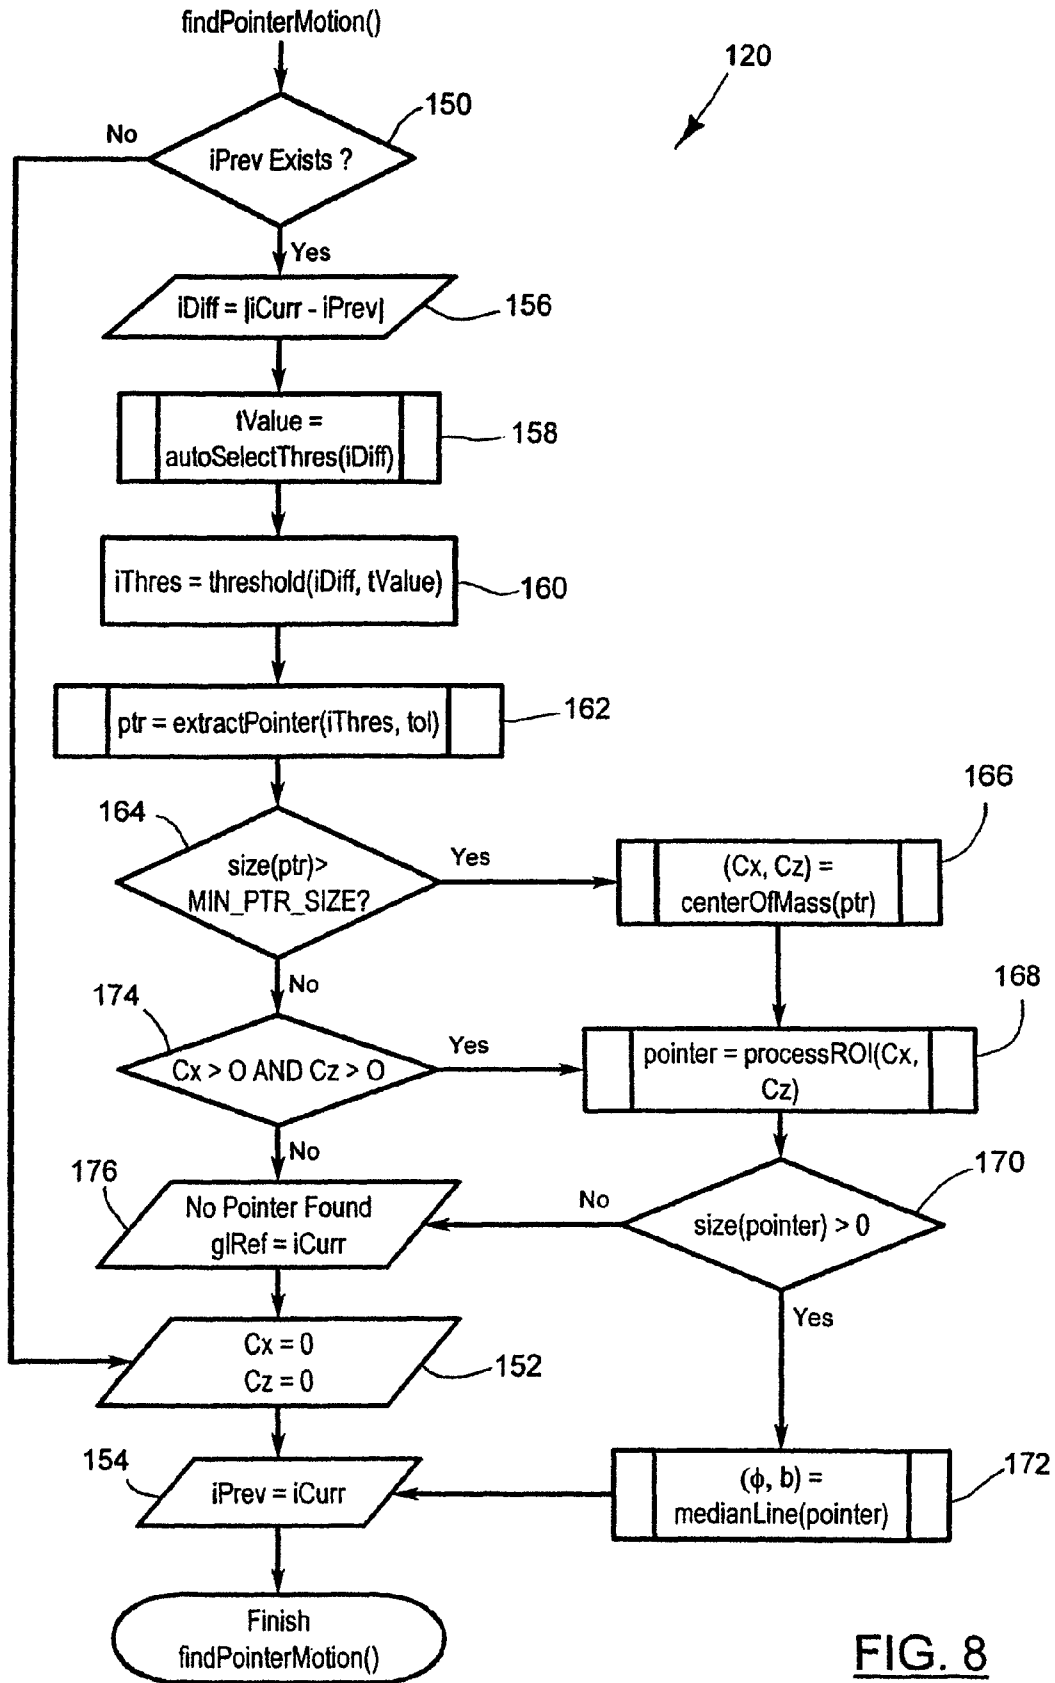 findPointerMotion()
120
150
No
iPrev Exists ?
Yes
iDiff = |iCurr - iPrev|
156
tValue =
autoSelectThres(iDiff)
158
iThres = threshold(iDiff, tValue)
160
ptr = extractPointer(iThres, tol)
162
164
size(ptr)>
MIN_PTR_SIZE?
Yes
166
(Cx, Cz) =
centerOfMass(ptr)
No
174
Cx > O AND Cz > O
Yes
168
pointer = processROI(Cx,
Cz)
No
176
No Pointer Found
glRef = iCurr
No
170
size(pointer) > 0
Yes
Cx = 0
Cz = 0
152
154
iPrev = iCurr
(ϕ, b) =
medianLine(pointer)
172
Finish
findPointerMotion()
FIG. 8